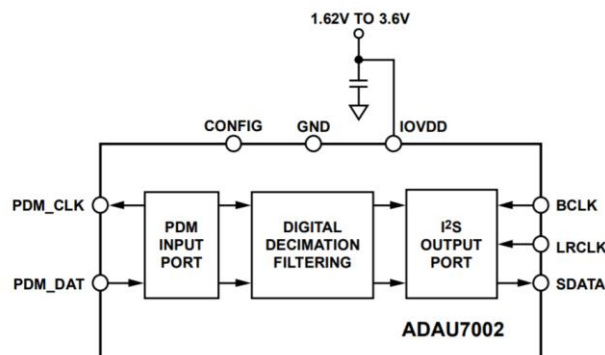 1.62V TO 3.6V
CONFIG
GND
IOVDD
PDM_CLK
PDM_DAT
PDM
INPUT
PORT
DIGITAL
DECIMATION
FILTERING
I²S
OUTPUT
PORT
BCLK
LRCLK
SDATA
ADAU7002